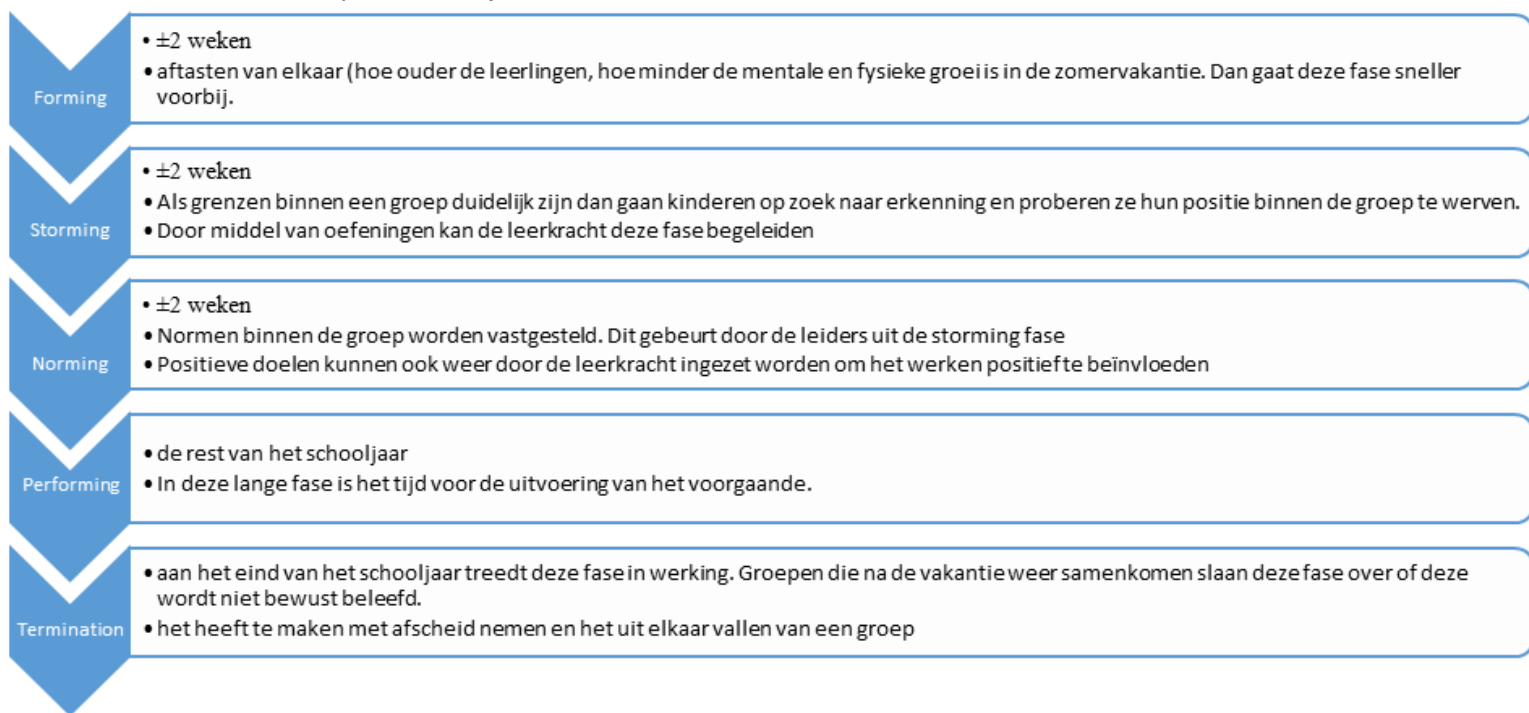 Forming
• ±2 weken
• aftasten van elkaar (hoe ouder de leerlingen, hoe minder de mentale en fysieke groei is in de zomervakantie. Dan gaat deze fase sneller
voorbij.
Storming
• ±2 weken
• Als grenzen binnen een groep duidelijk zijn dan gaan kinderen op zoek naar erkenning en proberen ze hun positie binnen de groep te werven.
• Door middel van oefeningen kan de leerkracht deze fase begeleiden
Norming
• ±2 weken
• Normen binnen de groep worden vastgesteld. Dit gebeurt door de leiders uit de storming fase
• Positieve doelen kunnen ook weer door de leerkracht ingezet worden om het werken positief te beïnvloeden
Performing
• de rest van het schooljaar
• In deze lange fase is het tijd voor de uitvoering van het voorgaande.
Termination
• aan het eind van het schooljaar treedt deze fase in werking. Groepen die na de vakantie weer samenkomen slaan deze fase over of deze
wordt niet bewust beleefd.
• het heeft te maken met afscheid nemen en het uit elkaar vallen van een groep